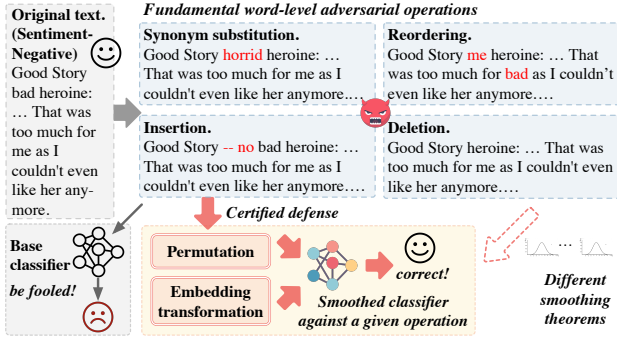 Fundamental word-level adversarial operations
Original text.
(Sentiment-
Negative)
Good Story
bad heroine:
… That was
too much for
me as I
couldn't even
like her any-
more.
Synonym substitution.
Good Story horrid heroine: …
That was too much for me as I
couldn't even like her anymore.…
Reordering.
Good Story me heroine: … That
was too much for bad as I couldn’t
even like her anymore.…
Insertion.
Good Story -- no bad heroine: …
That was too much for me as I
couldn't even like her anymore.…
Deletion.
Good Story heroine: … That was too
much for me as I couldn't even
like her anymore.…
Certified defense
Base
classifier
be fooled!
Permutation
Embedding
transformation
correct!
Smoothed classifier
against a given operation
…
Different
smoothing
theorems